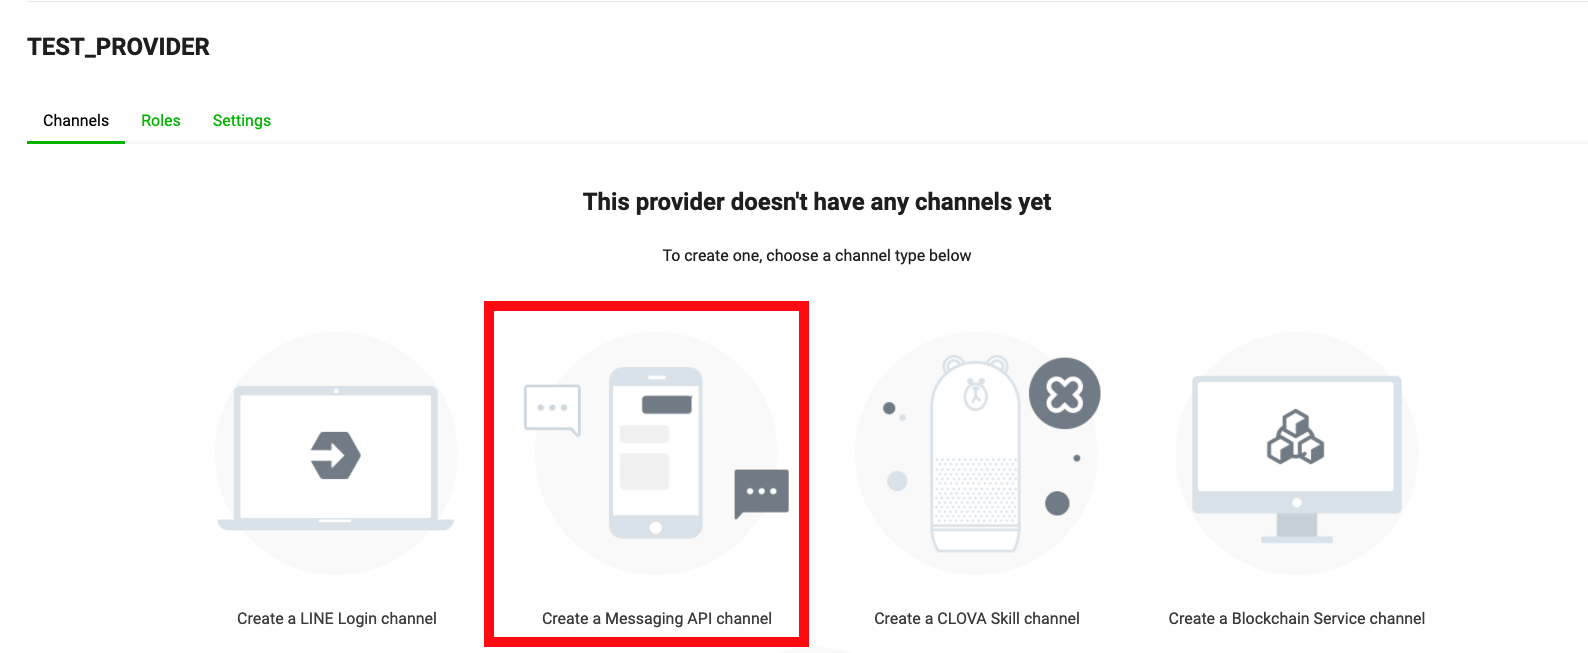 TEST_PROVIDER
Channels Roles Settings
This provider doesn't have any channels yet
To create one, choose a channel type below
Create a LINE Login channel Create a Messaging API channel Create a CLOVA Skill channel Create a Blockchain Service channel